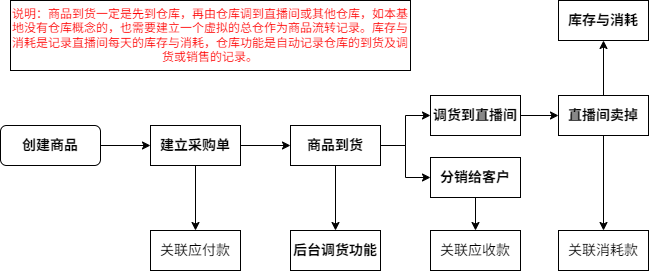 说明：商品到货一定是先到仓库，再由仓库调到直播间或其他仓库，如本基
地没有仓库概念的，也需要建立一个虚拟的总仓作为商品流转记录。库存与
消耗是记录直播间每天的库存与消耗，仓库功能是自动记录仓库的到货及调
货或销售的记录。
库存与消耗
创建商品
建立采购单
商品到货
调货到直播间
直播间卖掉
分销给客户
关联应付款
后台调货功能
关联应收款
关联消耗款